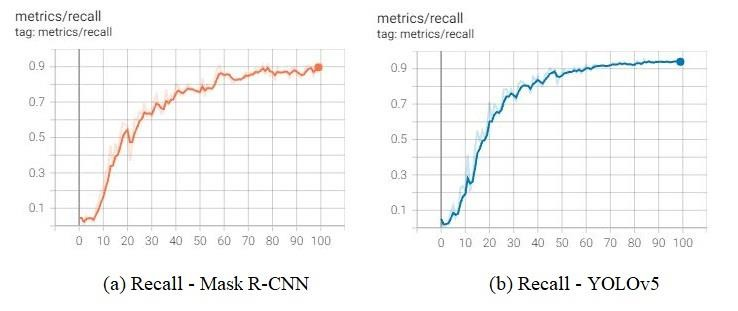 metrics/recall
tag: metrics/recall
0.9
0.7
0.5
0.3
0.1
0 10 20 30 40 50 60 70 80 90 100
(a) Recall - Mask R-CNN
metrics/recall
tag: metrics/recall
0.9
0.7
0.5
0.3
0.1
0 10 20 30 40 50 60 70 80 90 100
(b) Recall - YOLOv5